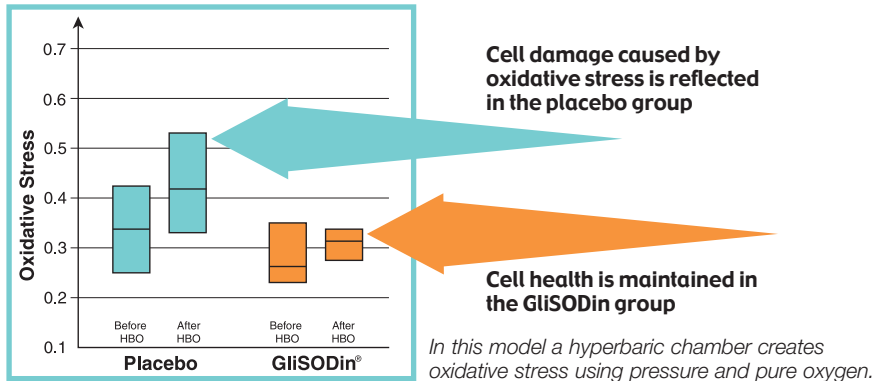 0.7
0.6
0.5
0.4
0.3
0.2
0.1
Oxidative Stress
Before
HBO
After
HBO
Before
HBO
After
HBO
Placebo
GliSODin®
Cell damage caused by
oxidative stress is reflected
in the placebo group
Cell health is maintained in
the GliSODin group
In this model a hyperbaric chamber creates
oxidative stress using pressure and pure oxygen.